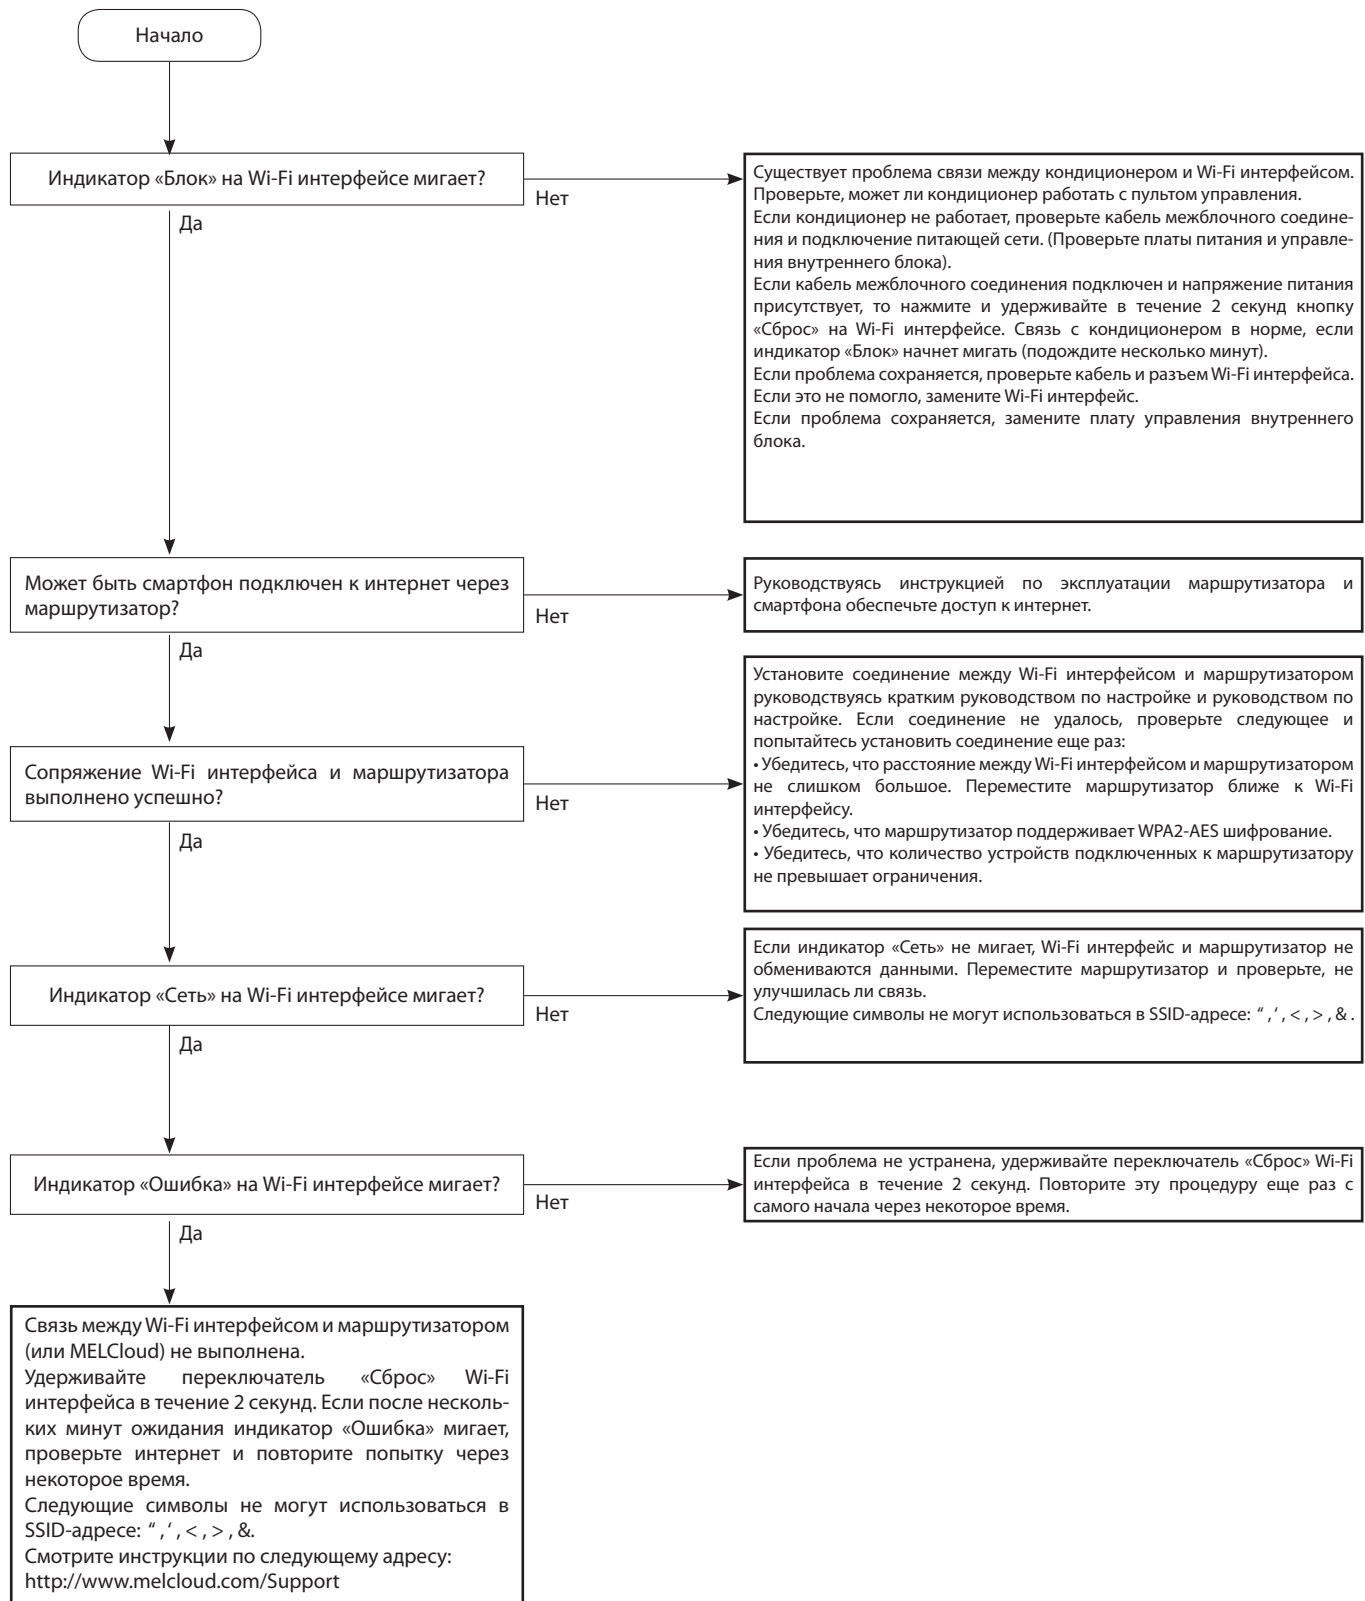 Начало
Индикатор «Блок» на Wi-Fi интерфейсе мигает?
Нет
Да
Существует проблема связи между кондиционером и Wi-Fi интерфейсом.
Проверьте, может ли кондиционер работать с пультом управления.
Если кондиционер не работает, проверьте кабель межблочного соедине-
ния и подключение питающей сети. (Проверьте платы питания и управле-
ния внутреннего блока).
Если кабель межблочного соединения подключен и напряжение питания
присутствует, то нажмите и удерживайте в течение 2 секунд кнопку
«Сброс» на Wi-Fi интерфейсе. Связь с кондиционером в норме, если
индикатор «Блок» начнет мигать (подождите несколько минут).
Если проблема сохраняется, проверьте кабель и разъем Wi-Fi интерфейса.
Если это не помогло, замените Wi-Fi интерфейс.
Если проблема сохраняется, замените плату управления внутреннего
блока.
Может быть смартфон подключен к интернет через
маршрутизатор?
Нет
Да
Руководствуясь инструкцией по эксплуатации маршрутизатора и
смартфона обеспечьте доступ к интернет.
Сопряжение Wi-Fi интерфейса и маршрутизатора
выполнено успешно?
Нет
Да
Установите соединение между Wi-Fi интерфейсом и маршрутизатором
руководствуясь кратким руководством по настройке и руководством по
настройке. Если соединение не удалось, проверьте следующее и
попытайтесь установить соединение еще раз:
• Убедитесь, что расстояние между Wi-Fi интерфейсом и маршрутизатором
не слишком большое. Переместите маршрутизатор ближе к Wi-Fi
интерфейсу.
• Убедитесь, что маршрутизатор поддерживает WPA2-AES шифрование.
• Убедитесь, что количество устройств подключенных к маршрутизатору
не превышает ограничения.
Индикатор «Сеть» на Wi-Fi интерфейсе мигает?
Нет
Да
Если индикатор «Сеть» не мигает, Wi-Fi интерфейс и маршрутизатор не
обмениваются данными. Переместите маршрутизатор и проверьте, не
улучшилась ли связь.
Следующие символы не могут использоваться в SSID-адресе: “ , ‘ , < , > , & .
Индикатор «Ошибка» на Wi-Fi интерфейсе мигает?
Нет
Да
Если проблема не устранена, удерживайте переключатель «Сброс» Wi-Fi
интерфейса в течение 2 секунд. Повторите эту процедуру еще раз с
самого начала через некоторое время.
Связь между Wi-Fi интерфейсом и маршрутизатором
(или MELCloud) не выполнена.
Удерживайте переключатель «Сброс» Wi-Fi
интерфейса в течение 2 секунд. Если после несколь-
ких минут ожидания индикатор «Ошибка» мигает,
проверьте интернет и повторите попытку через
некоторое время.
Следующие символы не могут использоваться в
SSID-адресе: “ , ‘ , < , > , &.
Смотрите инструкции по следующему адресу:
http://www.melcloud.com/Support